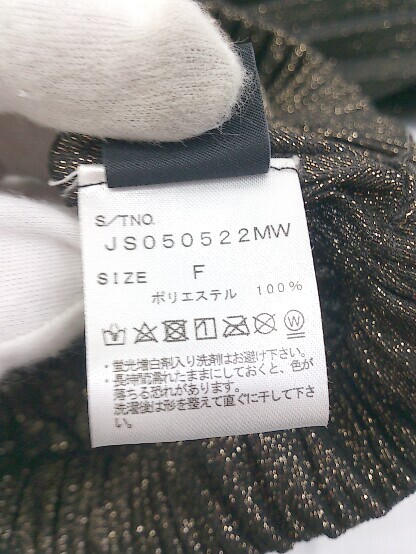 S/TNO.
JS050522MW
SIZE F
ポリエステル 100%
W
・蛍光増白剤入り洗剤はお避け下さい。
・長時間濡れたままにしておくと、色が
落ちる恐れがあります。
洗濯後は形を整えて直ぐに干して下さ
い。